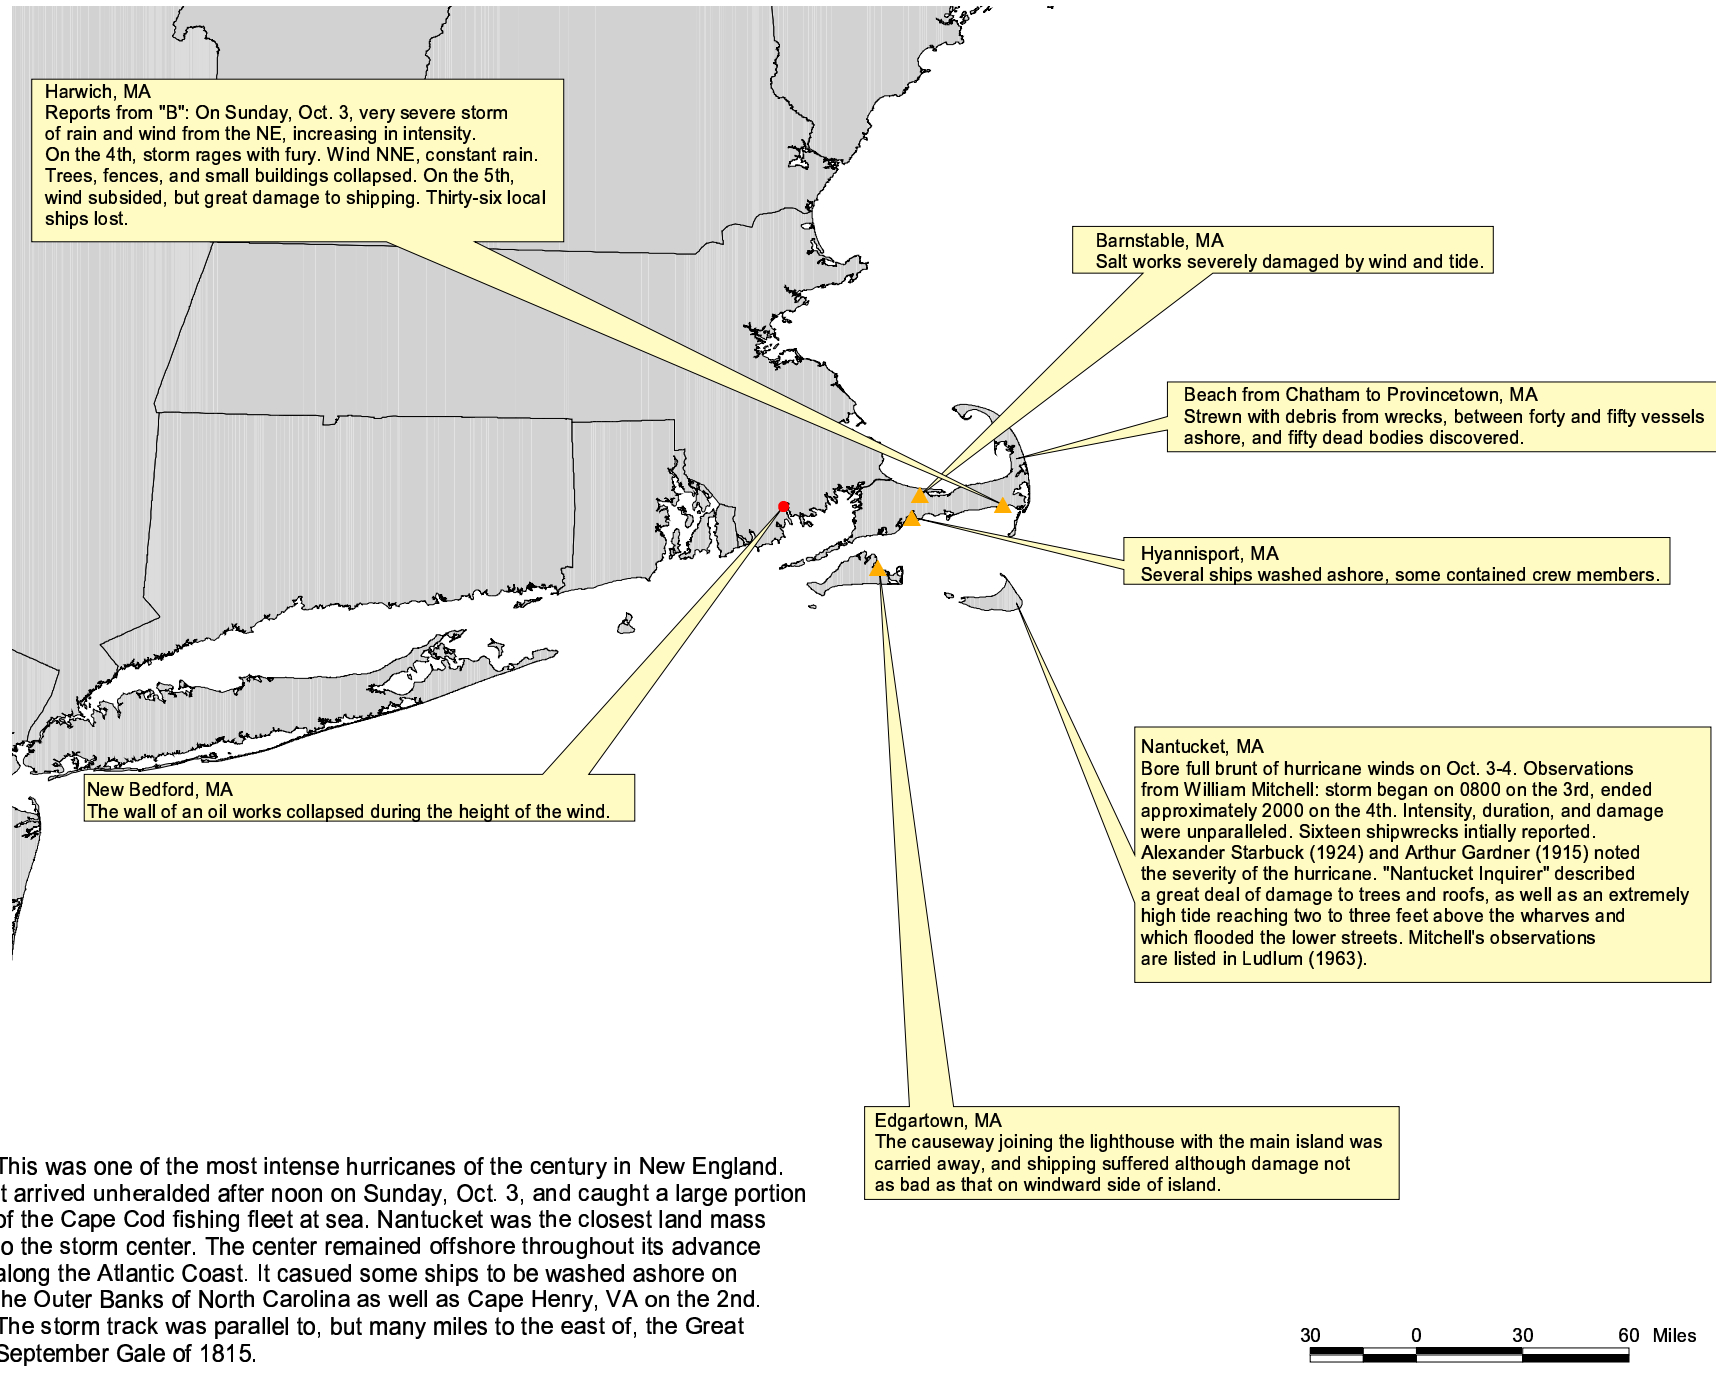 Harwich, MA
Reports from "B": On Sunday, Oct. 3, very severe storm
of rain and wind from the NE, increasing in intensity.
On the 4th, storm rages with fury. Wind NNE, constant rain.
Trees, fences, and small buildings collapsed. On the 5th,
wind subsided, but great damage to shipping. Thirty-six local
ships lost.
Barnstable, MA
Salt works severely damaged by wind and tide.
Beach from Chatham to Provincetown, MA
Strewn with debris from wrecks, between forty and fifty vessels
ashore, and fifty dead bodies discovered.
Hyannisport, MA
Several ships washed ashore, some contained crew members.
New Bedford, MA
The wall of an oil works collapsed during the height of the wind.
Nantucket, MA
Bore full brunt of hurricane winds on Oct. 3-4. Observations
from William Mitchell: storm began on 0800 on the 3rd, ended
approximately 2000 on the 4th. Intensity, duration, and damage
were unparalleled. Sixteen shipwrecks intially reported.
Alexander Starbuck (1924) and Arthur Gardner (1915) noted
the severity of the hurricane. "Nantucket Inquirer" described
a great deal of damage to trees and roofs, as well as an extremely
high tide reaching two to three feet above the wharves and
which flooded the lower streets. Mitchell's observations
are listed in Ludlum (1963).
Edgartown, MA
The causeway joining the lighthouse with the main island was
carried away, and shipping suffered although damage not
as bad as that on windward side of island.
This was one of the most intense hurricanes of the century in New England.
t arrived unheralded after noon on Sunday, Oct. 3, and caught a large portion
of the Cape Cod fishing fleet at sea. Nantucket was the closest land mass
o the storm center. The center remained offshore throughout its advance
along the Atlantic Coast. It casued some ships to be washed ashore on
he Outer Banks of North Carolina as well as Cape Henry, VA on the 2nd.
The storm track was parallel to, but many miles to the east of, the Great
September Gale of 1815.
30 0 30 60 Miles